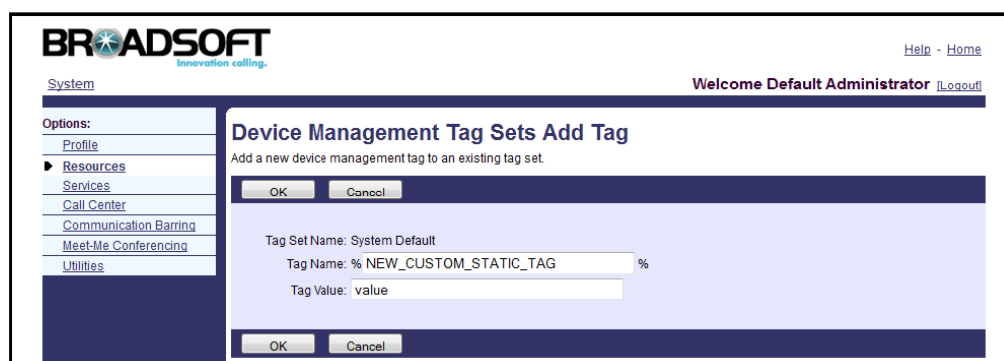 BROADSOFT
Innovation calling.
Help - Home
System
Welcome Default Administrator [Logout]
Options:
Profile
Resources
Services
Call Center
Communication Barring
Meet-Me Conferencing
Utilities
Device Management Tag Sets Add Tag
Add a new device management tag to an existing tag set.
OK Cancel
Tag Set Name: System Default
Tag Name: % NEW_CUSTOM_STATIC_TAG %
Tag Value: value
OK Cancel